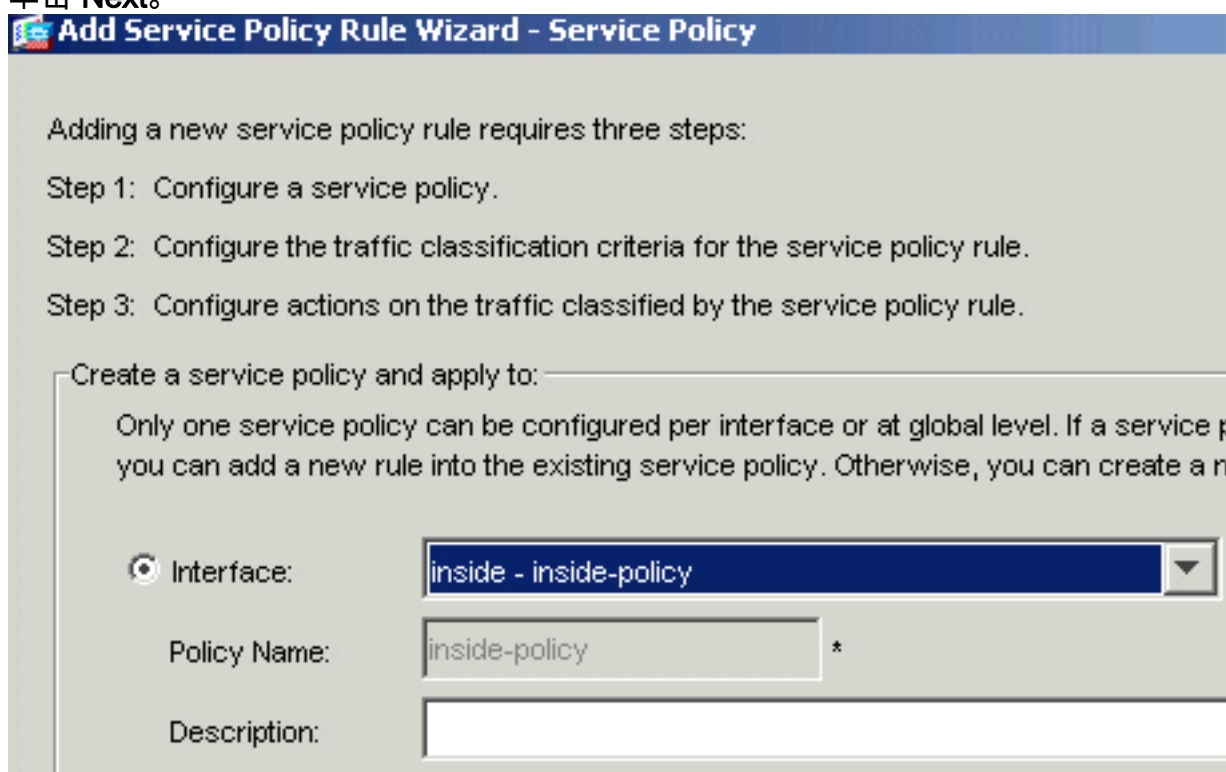 单击 Next。
Add Service Policy Rule Wizard - Service Policy
Adding a new service policy rule requires three steps:
Step 1: Configure a service policy.
Step 2: Configure the traffic classification criteria for the service policy rule.
Step 3: Configure actions on the traffic classified by the service policy rule.
Create a service policy and apply to:
Only one service policy can be configured per interface or at global level. If a service
you can add a new rule into the existing service policy. Otherwise, you can create a
Interface: inside - inside-policy
Policy Name: inside-policy *
Description: